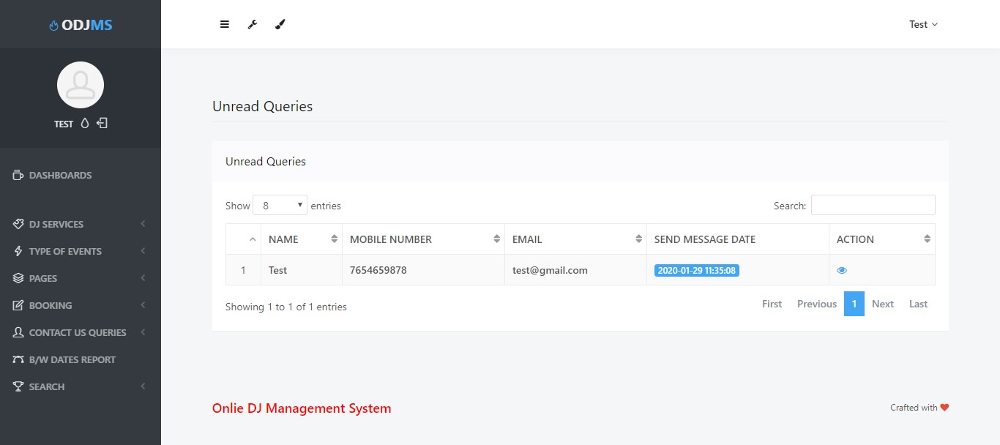 ODJMS
Test
TEST
DASHBOARDS
DJ SERVICES
TYPE OF EVENTS
PAGES
BOOKING
CONTACT US QUERIES
B/W DATES REPORT
SEARCH
Unread Queries
Unread Queries
Show 8 entries Search:
NAME MOBILE NUMBER EMAIL SEND MESSAGE DATE ACTION
1 Test 7654659878 test@gmail.com 2020-01-29 11:35:08
Showing 1 to 1 of 1 entries First Previous 1 Next Last
Onlie DJ Management System Crafted with